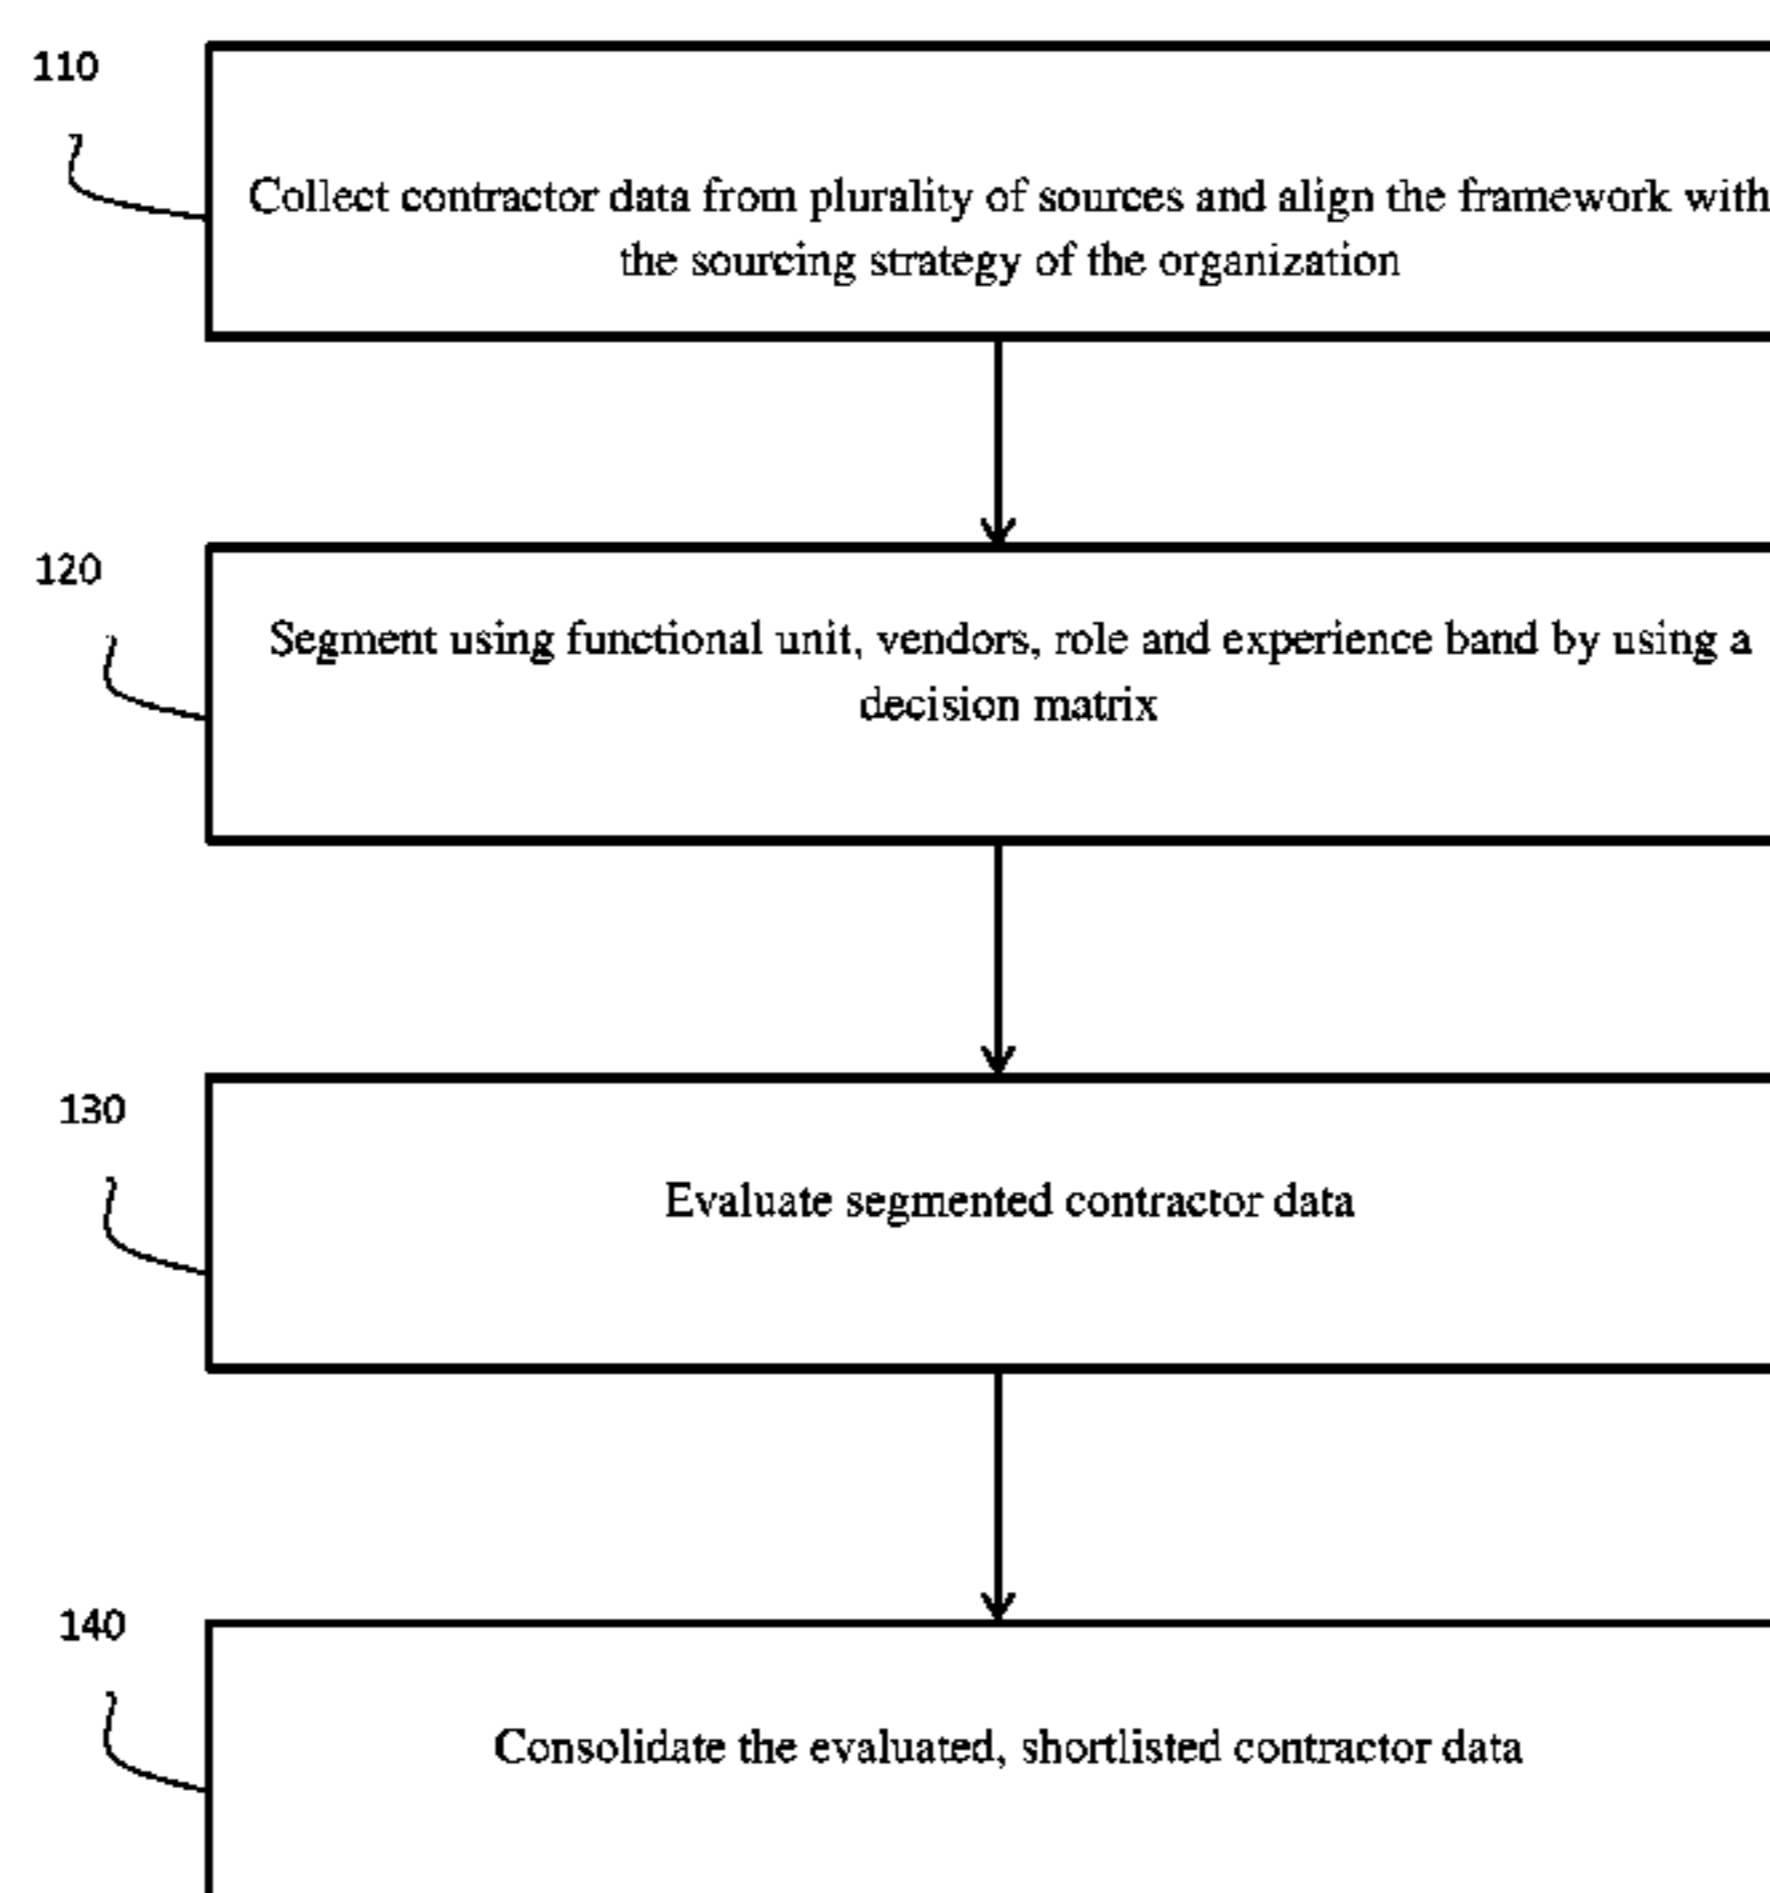 110
Collect contractor data from plurality of sources and align the framework with
the sourcing strategy of the organization
120
Segment using functional unit, vendors, role and experience band by using a
decision matrix
130
Evaluate segmented contractor data
140
Consolidate the evaluated, shortlisted contractor data